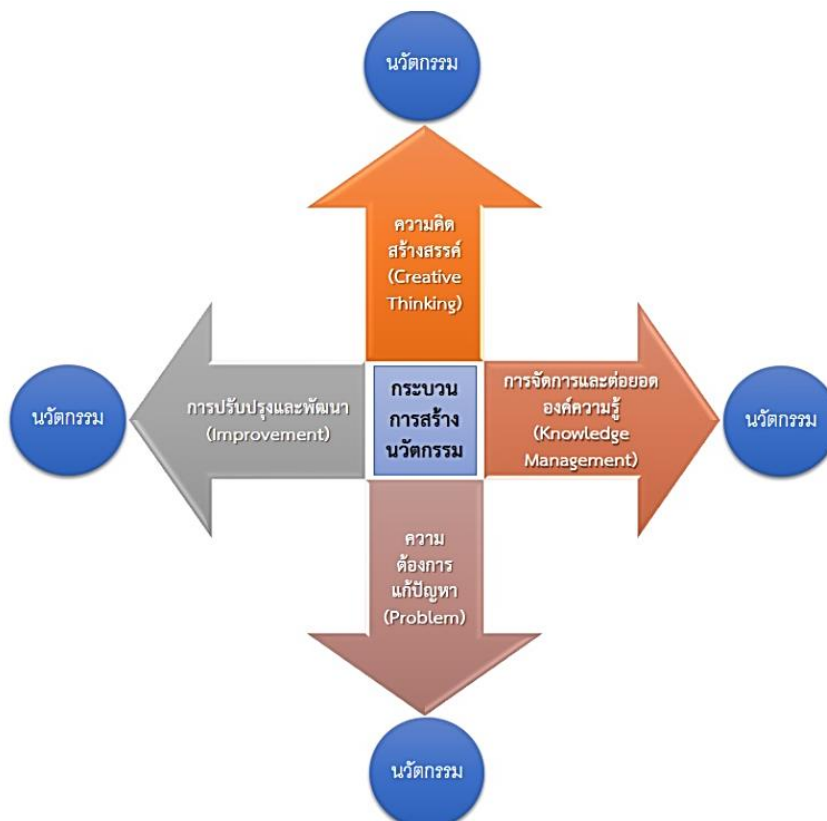 นวัตกรรม
ความคิด
สร้างสรรค์
(Creative
Thinking)
นวัตกรรม
การปรับปรุงและพัฒนา
(Improvement)
กระบวน
การสร้าง
นวัตกรรม
การจัดการและต่อยอด
องค์ความรู้
(Knowledge
Management)
นวัตกรรม
ความ
ต้องการ
แก้ปัญหา
(Problem)
นวัตกรรม